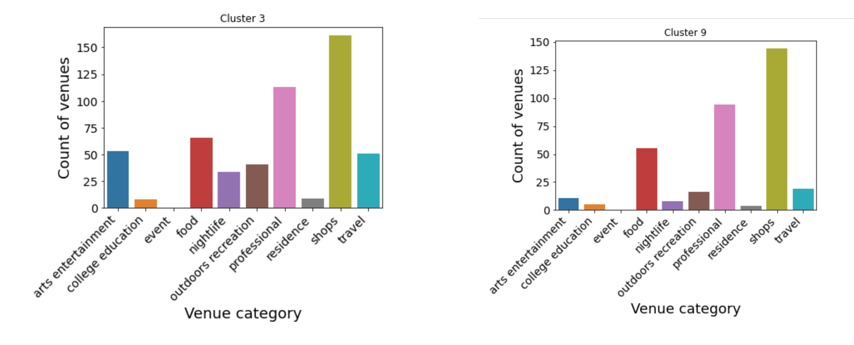 Cluster 3
150
125
100
75
50
25
0
Count of venues
arts entertainment
college education
event
food
nightlife
outdoors recreation
professional
residence
shops
travel
Venue category
Cluster 9
150
125
100
75
50
25
0
Count of venues
arts entertainment
college education
event
food
nightlife
outdoors recreation
professional
residence
shops
travel
Venue category